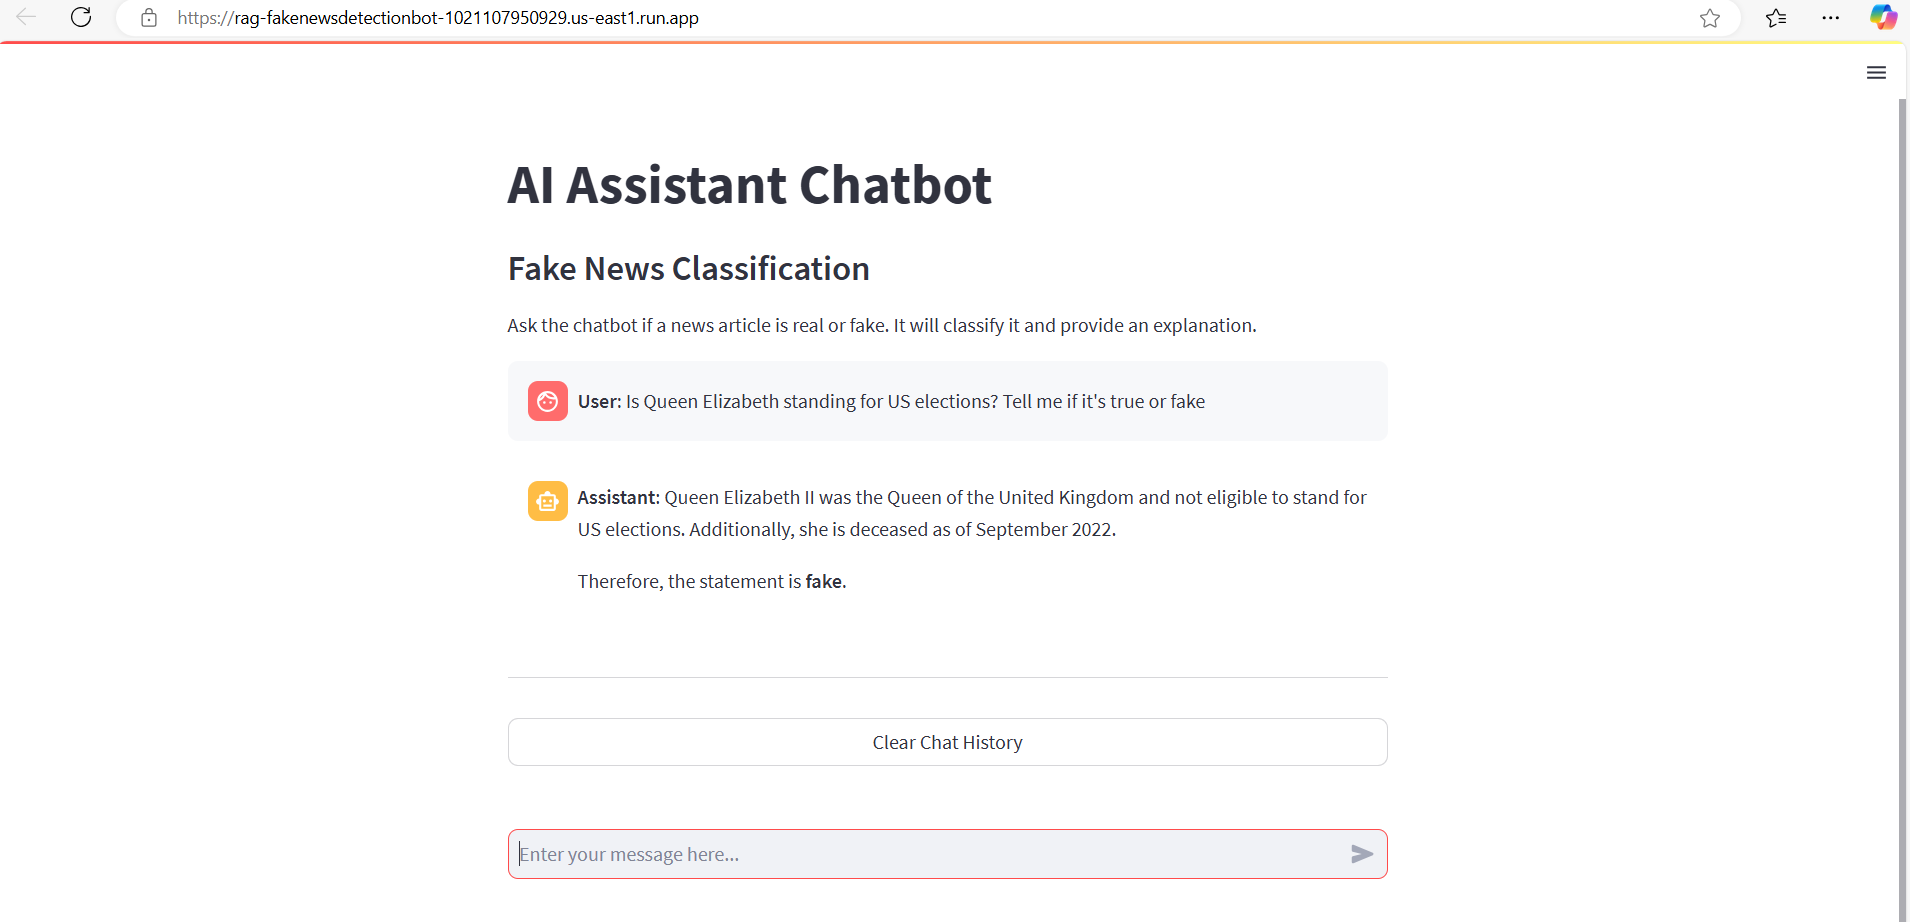 https://rag-fakenewsdetectionbot-1021107950929.us-east1.run.app
AI Assistant Chatbot
Fake News Classification
Ask the chatbot if a news article is real or fake. It will classify it and provide an explanation.
User: Is Queen Elizabeth standing for US elections? Tell me if it's true or fake
Assistant: Queen Elizabeth II was the Queen of the United Kingdom and not eligible to stand for
US elections. Additionally, she is deceased as of September 2022.
Therefore, the statement is fake.
Clear Chat History
Enter your message here...